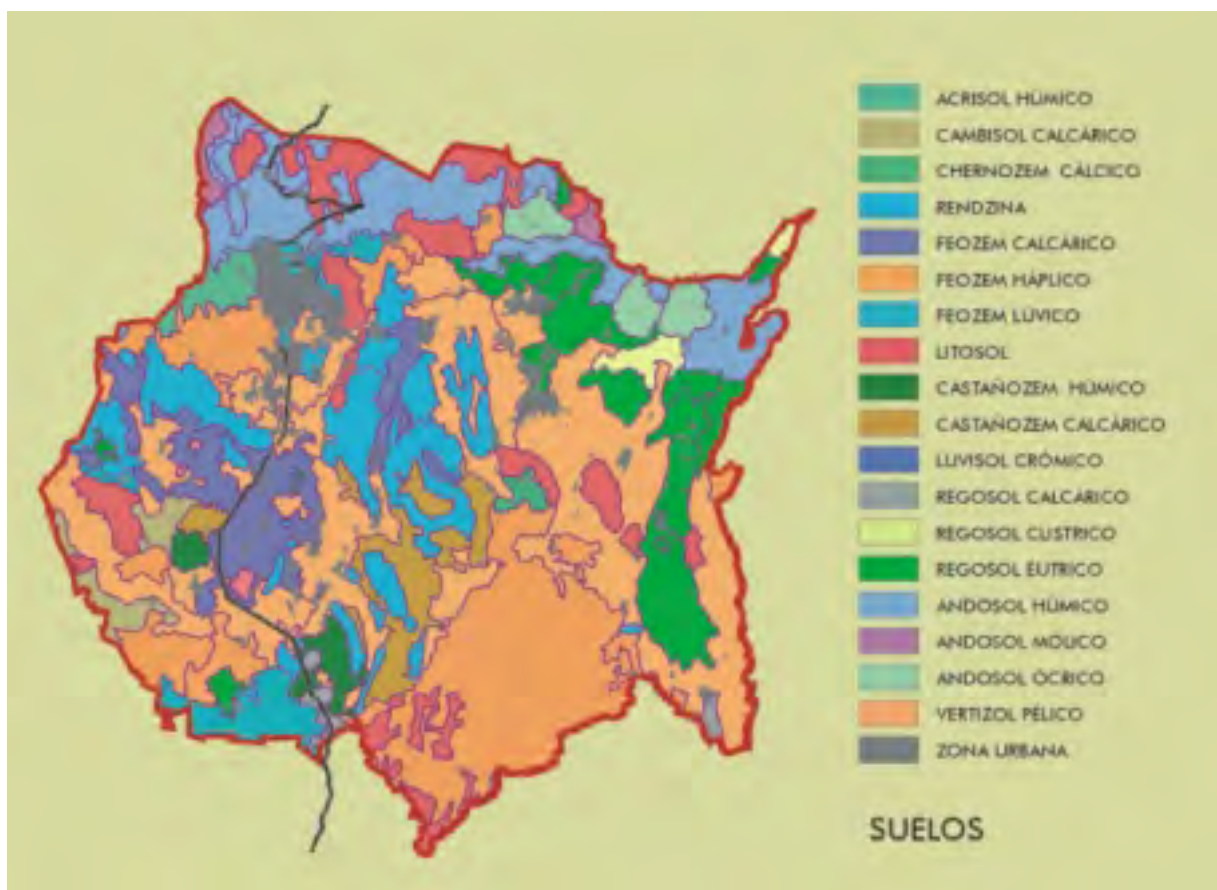 ACRISOL HÚMICO
CAMBISOL CALCÁRICO
CHERNOZEM CÁLCICO
RENDZINA
FEOZEM CALCÁRICO
FEOZEM HÁPLICO
FEOZEM LÚVICO
LITOSOL
CASTAÑOZEM HÚMICO
CASTAÑOZEM CALCÁRICO
LUVISOL CRÓMICO
REGOSOL CALCÁRICO
REGOSOL CLISTRICO
REGOSOL ÉUTRICO
ANDOSOL HÚMICO
ANDOSOL MÓLICO
ANDOSOL ÓCRICO
VERTIZOL PÉLICO
ZONA URBANA
SUELOS